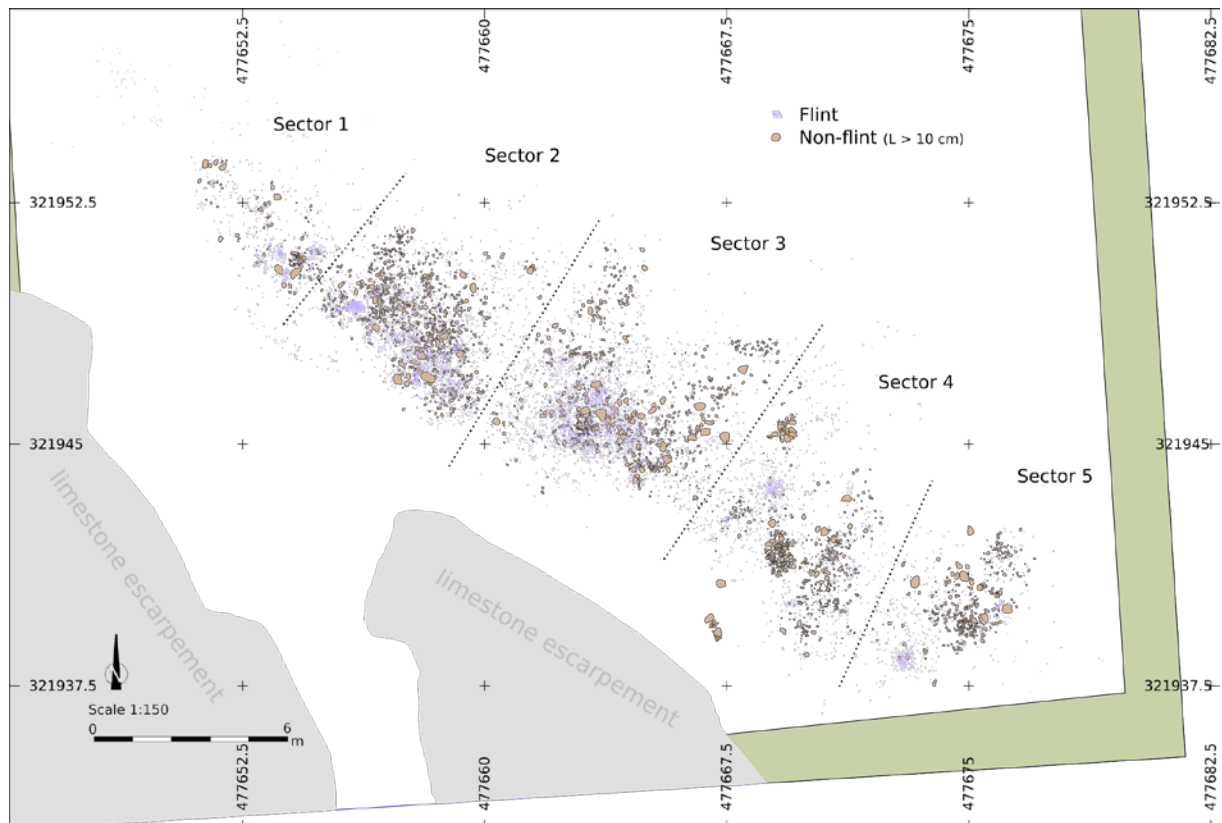 477652.5
477660
477667.5
477675
477682.5
Flint
Non-flint (L > 10 cm)
Sector 1
Sector 2
321952.5
321952.5
Sector 3
Sector 4
321945
321945
Sector 5
limestone escarpement
limestone escarpement
N
321937.5
321937.5
Scale 1:150
0
6
m
477652.5
477660
477667.5
477675
477682.5